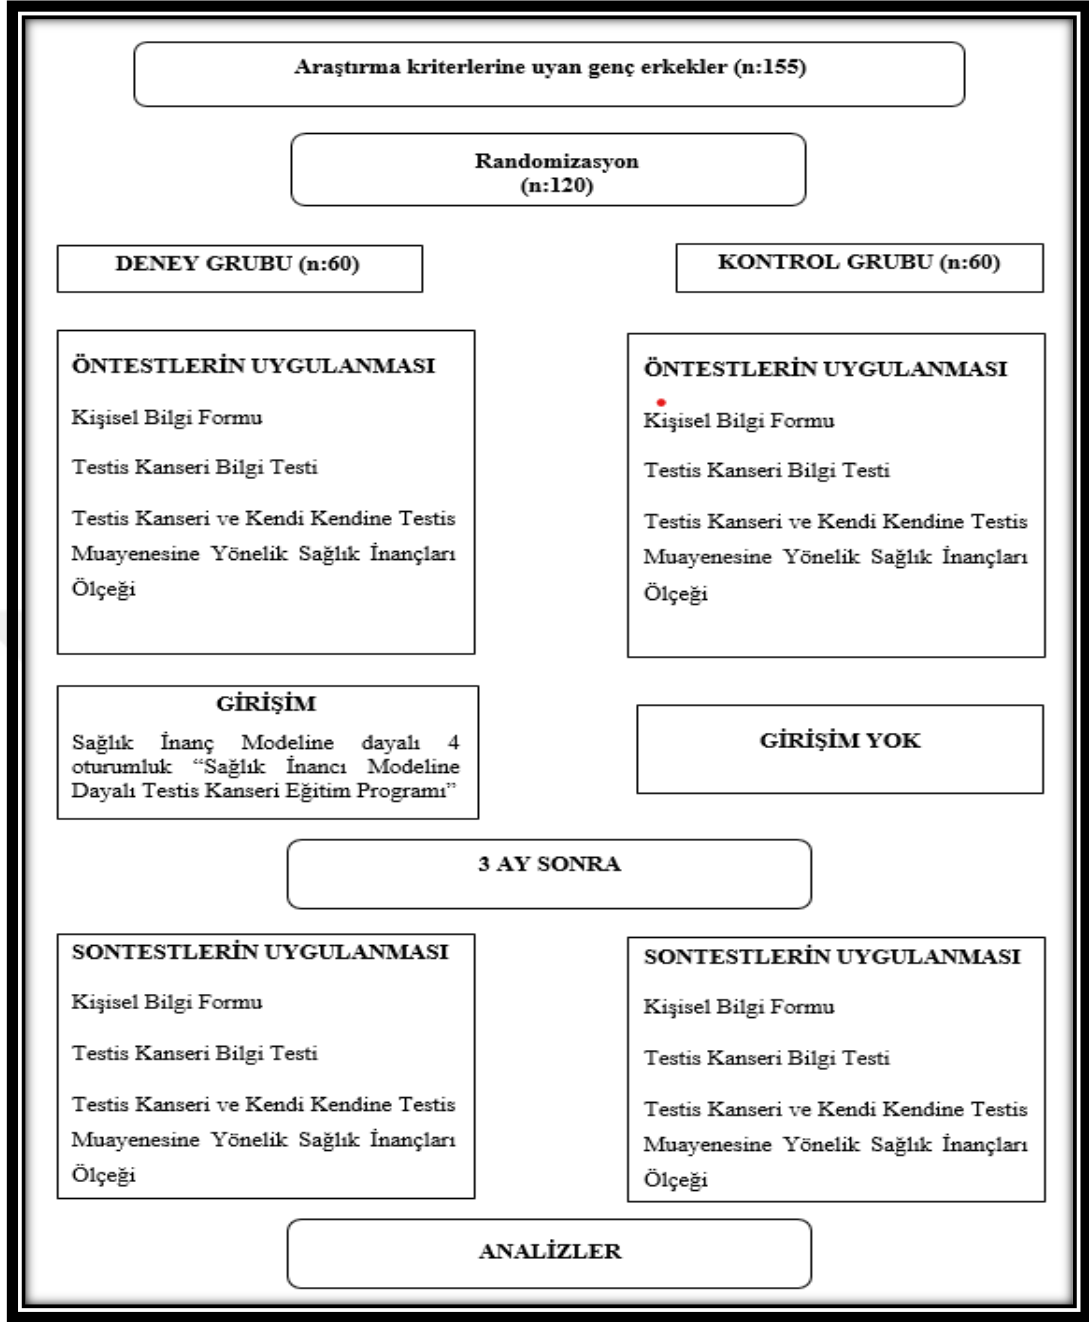 Araştırma kriterlerine uyan genç erkekler (n:155)
Randomizasyon
(n:120)
DENEY GRUBU (n:60)
KONTROL GRUBU (n:60)
ÖNTESTLERİN UYGULANMASI
Kişisel Bilgi Formu
Testis Kanseri Bilgi Testi
Testis Kanseri ve Kendi Kendine Testis
Muayenesine Yönelik Sağlık İnançları
Ölçeği
ÖNTESTLERİN UYGULANMASI
Kişisel Bilgi Formu
Testis Kanseri Bilgi Testi
Testis Kanseri ve Kendi Kendine Testis
Muayenesine Yönelik Sağlık İnançları
Ölçeği
GİRİŞİM
Sağlık İnanç Modeline dayalı 4
oturumluk “Sağlık İnancı Modeline
Dayalı Testis Kanseri Eğitim Programı”
GİRİŞİM YOK
3 AY SONRA
SONTESTLERİN UYGULANMASI
Kişisel Bilgi Formu
Testis Kanseri Bilgi Testi
Testis Kanseri ve Kendi Kendine Testis
Muayenesine Yönelik Sağlık İnançları
Ölçeği
SONTESTLERİN UYGULANMASI
Kişisel Bilgi Formu
Testis Kanseri Bilgi Testi
Testis Kanseri ve Kendi Kendine Testis
Muayenesine Yönelik Sağlık İnançları
Ölçeği
ANALİZLER